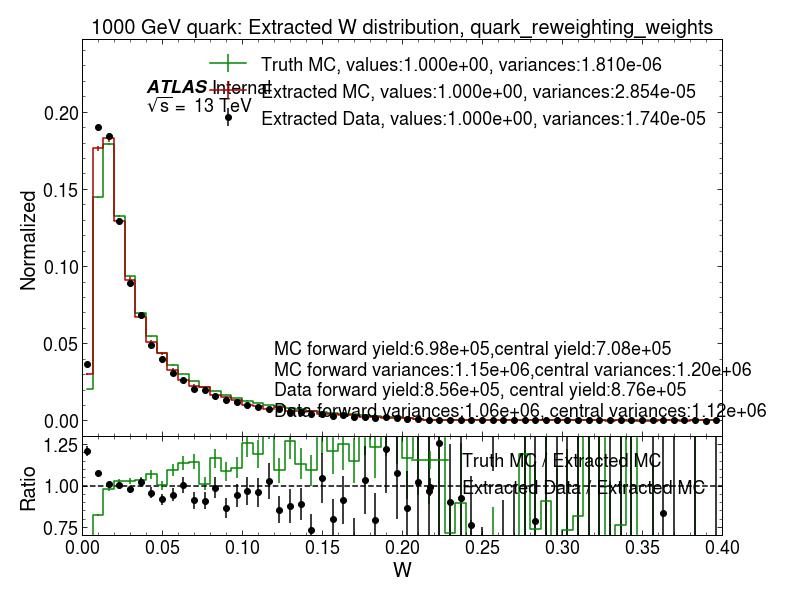 1000 GeV quark: Extracted W distribution, quark_reweighting_weights
Truth MC, values:1.000e+00, variances:1.810e-06
ATLAS Internal
Extracted MC, values:1.000e+00, variances:2.854e-05
√s = 13 TeV
Extracted Data, values:1.000e+00, variances:1.740e-05
0.20
0.15
0.10
0.05
0.00
Normalized
MC forward yield:6.98e+05,central yield:7.08e+05
MC forward variances:1.15e+06,central variances:1.20e+06
Data forward yield:8.56e+05, central yield:8.76e+05
Data forward variances:1.06e+06, central variances:1.12e+06
1.25
1.00
0.75
Ratio
Truth MC / Extracted MC
Extracted Data / Extracted MC
0.00 0.05 0.10 0.15 0.20 0.25 0.30 0.35 0.40
W